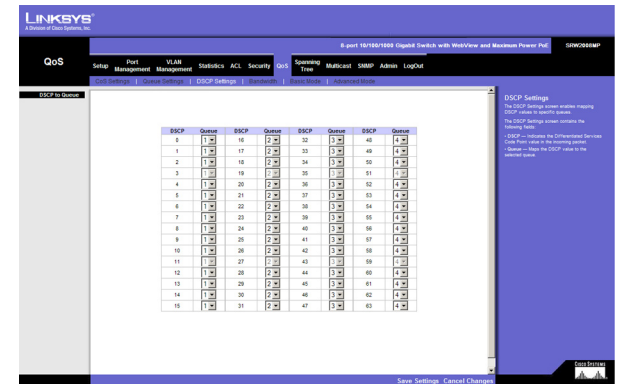 LINKSYS®
A Division of Cisco Systems, Inc.
8-port 10/100/1000 Gigabit Switch with WebView and Maximum Power PoE SRW2008MP
QoS
Setup Port Management VLAN Management Statistics ACL Security QoS Spanning Tree Multicast SNMP Admin LogOut
CoS Settings | Queue Settings | DSCP Settings | Bandwidth | Basic Mode | Advanced Mode
DSCP to Queue
DSCP Queue DSCP Queue DSCP Queue DSCP Queue
0 1 16 2 32 3 48 4
1 1 17 2 33 3 49 4
2 1 18 2 34 3 50 4
3 1 19 2 35 3 51 4
4 1 20 2 36 3 52 4
5 1 21 2 37 3 53 4
6 1 22 2 38 3 54 4
7 1 23 2 39 3 55 4
8 1 24 2 40 3 56 4
9 1 25 2 41 3 57 4
10 1 26 2 42 3 58 4
11 1 27 2 43 3 59 4
12 1 28 2 44 3 60 4
13 1 29 2 45 3 61 4
14 1 30 2 46 3 62 4
15 1 31 2 47 3 63 4
DSCP Settings
The DSCP Settings screen enables mapping
DSCP values to specific queues.
The DSCP Settings screen contains the
following fields:
• DSCP — Indicates the Differentiated Services
Code Point value in the incoming packet.
• Queue — Maps the DSCP value to the
selected queue.
Save Settings Cancel Changes
CISCO SYSTEMS